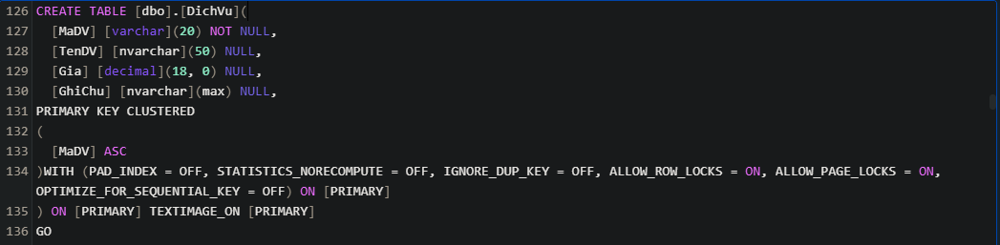 126 CREATE TABLE [dbo].[DichVu](
127 [MaDV] [varchar](20) NOT NULL,
128 [TenDV] [nvarchar](50) NULL,
129 [Gia] [decimal](18, 0) NULL,
130 [GhiChu] [nvarchar](max) NULL,
131 PRIMARY KEY CLUSTERED
132 (
133 [MaDV] ASC
134 )WITH (PAD_INDEX = OFF, STATISTICS_NORECOMPUTE = OFF, IGNORE_DUP_KEY = OFF, ALLOW_ROW_LOCKS = ON, ALLOW_PAGE_LOCKS = ON,
OPTIMIZE_FOR_SEQUENTIAL_KEY = OFF) ON [PRIMARY]
135 ) ON [PRIMARY] TEXTIMAGE_ON [PRIMARY]
136 GO